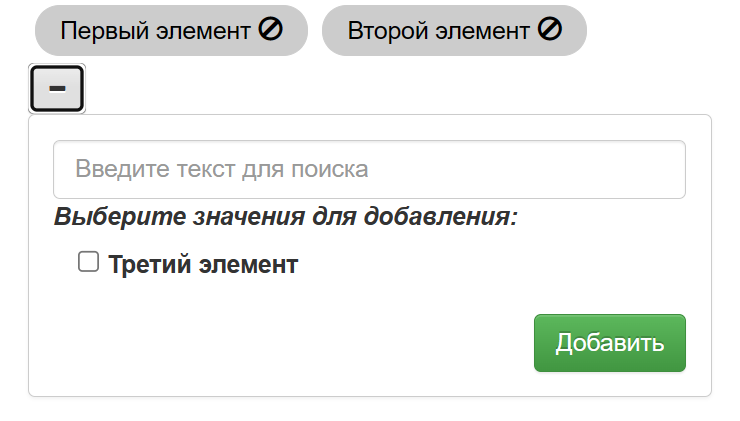 Первый элемент Второй элемент
Введите текст для поиска
Выберите значения для добавления:
Третий элемент
Добавить